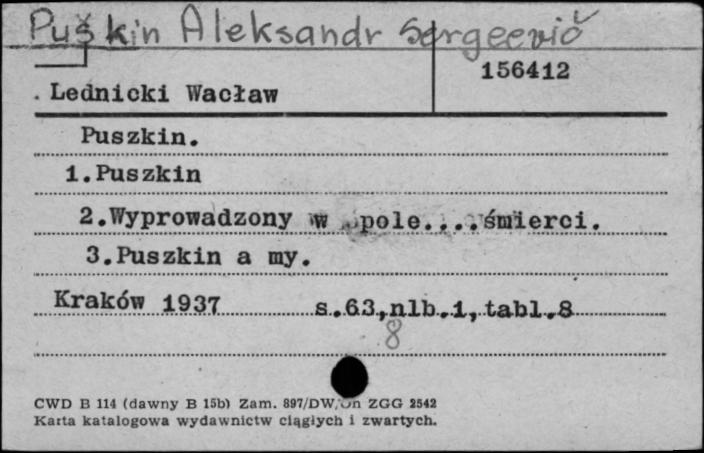 Puškin Aleksandr Sergeevič
156412
Lednicki Wacław
Puszkin.
1.Puszkin
2.Wyprowadzony w pole....śmierci.
3.Puszkin a my.
Kraków 1937 s.63,nlb.1,tabl.8
8
CWD B 114 (dawny B 15b) Zam. 897/DW/Jn ZGG 2542
Karta katalogowa wydawnictw ciągłych i zwartych.